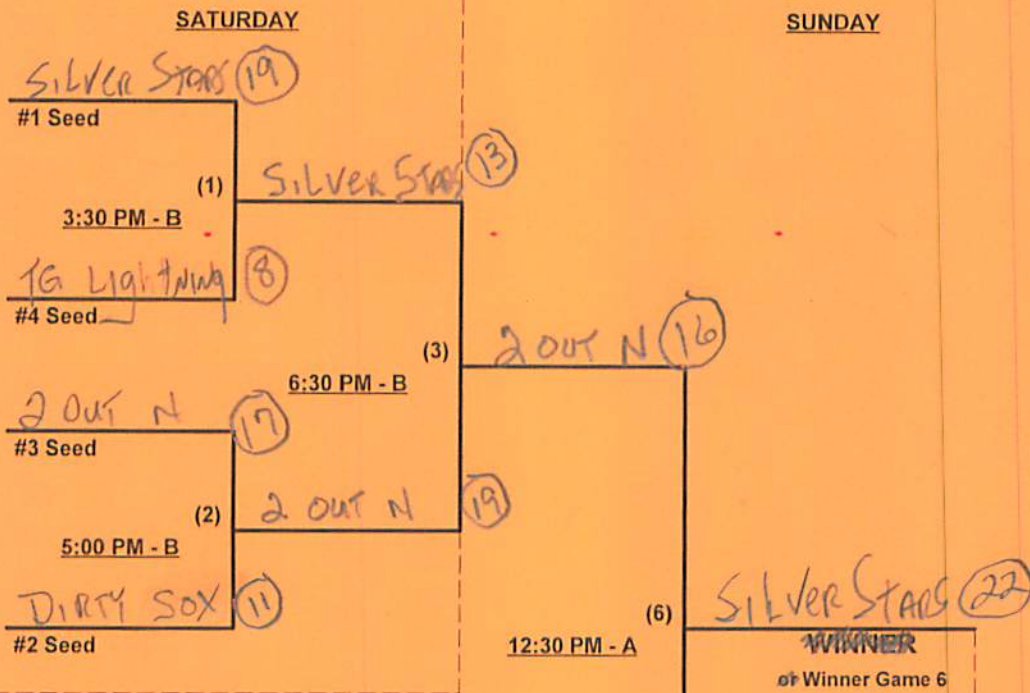 SATURDAY
SUNDAY
SILVER STARS 19
#1 Seed
(1)
SILVER STARS 13
3:30 PM - B
TG LIghtNiNg 8
#4 Seed
(3)
2 OUT N 16
6:30 PM - B
2 OUT N 17
#3 Seed
(2)
2 OUT N 19
5:00 PM - B
DIRTY SOX 11
#2 Seed
(6)
SILVER STARS 22
12:30 PM - A
WINNER
or Winner Game 6